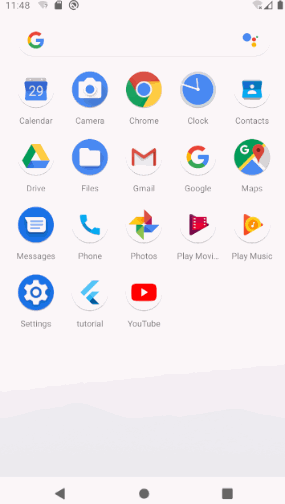 11:48
29
Calendar Camera Chrome Clock Contacts
Drive Files Gmail Google Maps
Messages Phone Photos Play Movi... Play Music
Settings tutorial YouTube